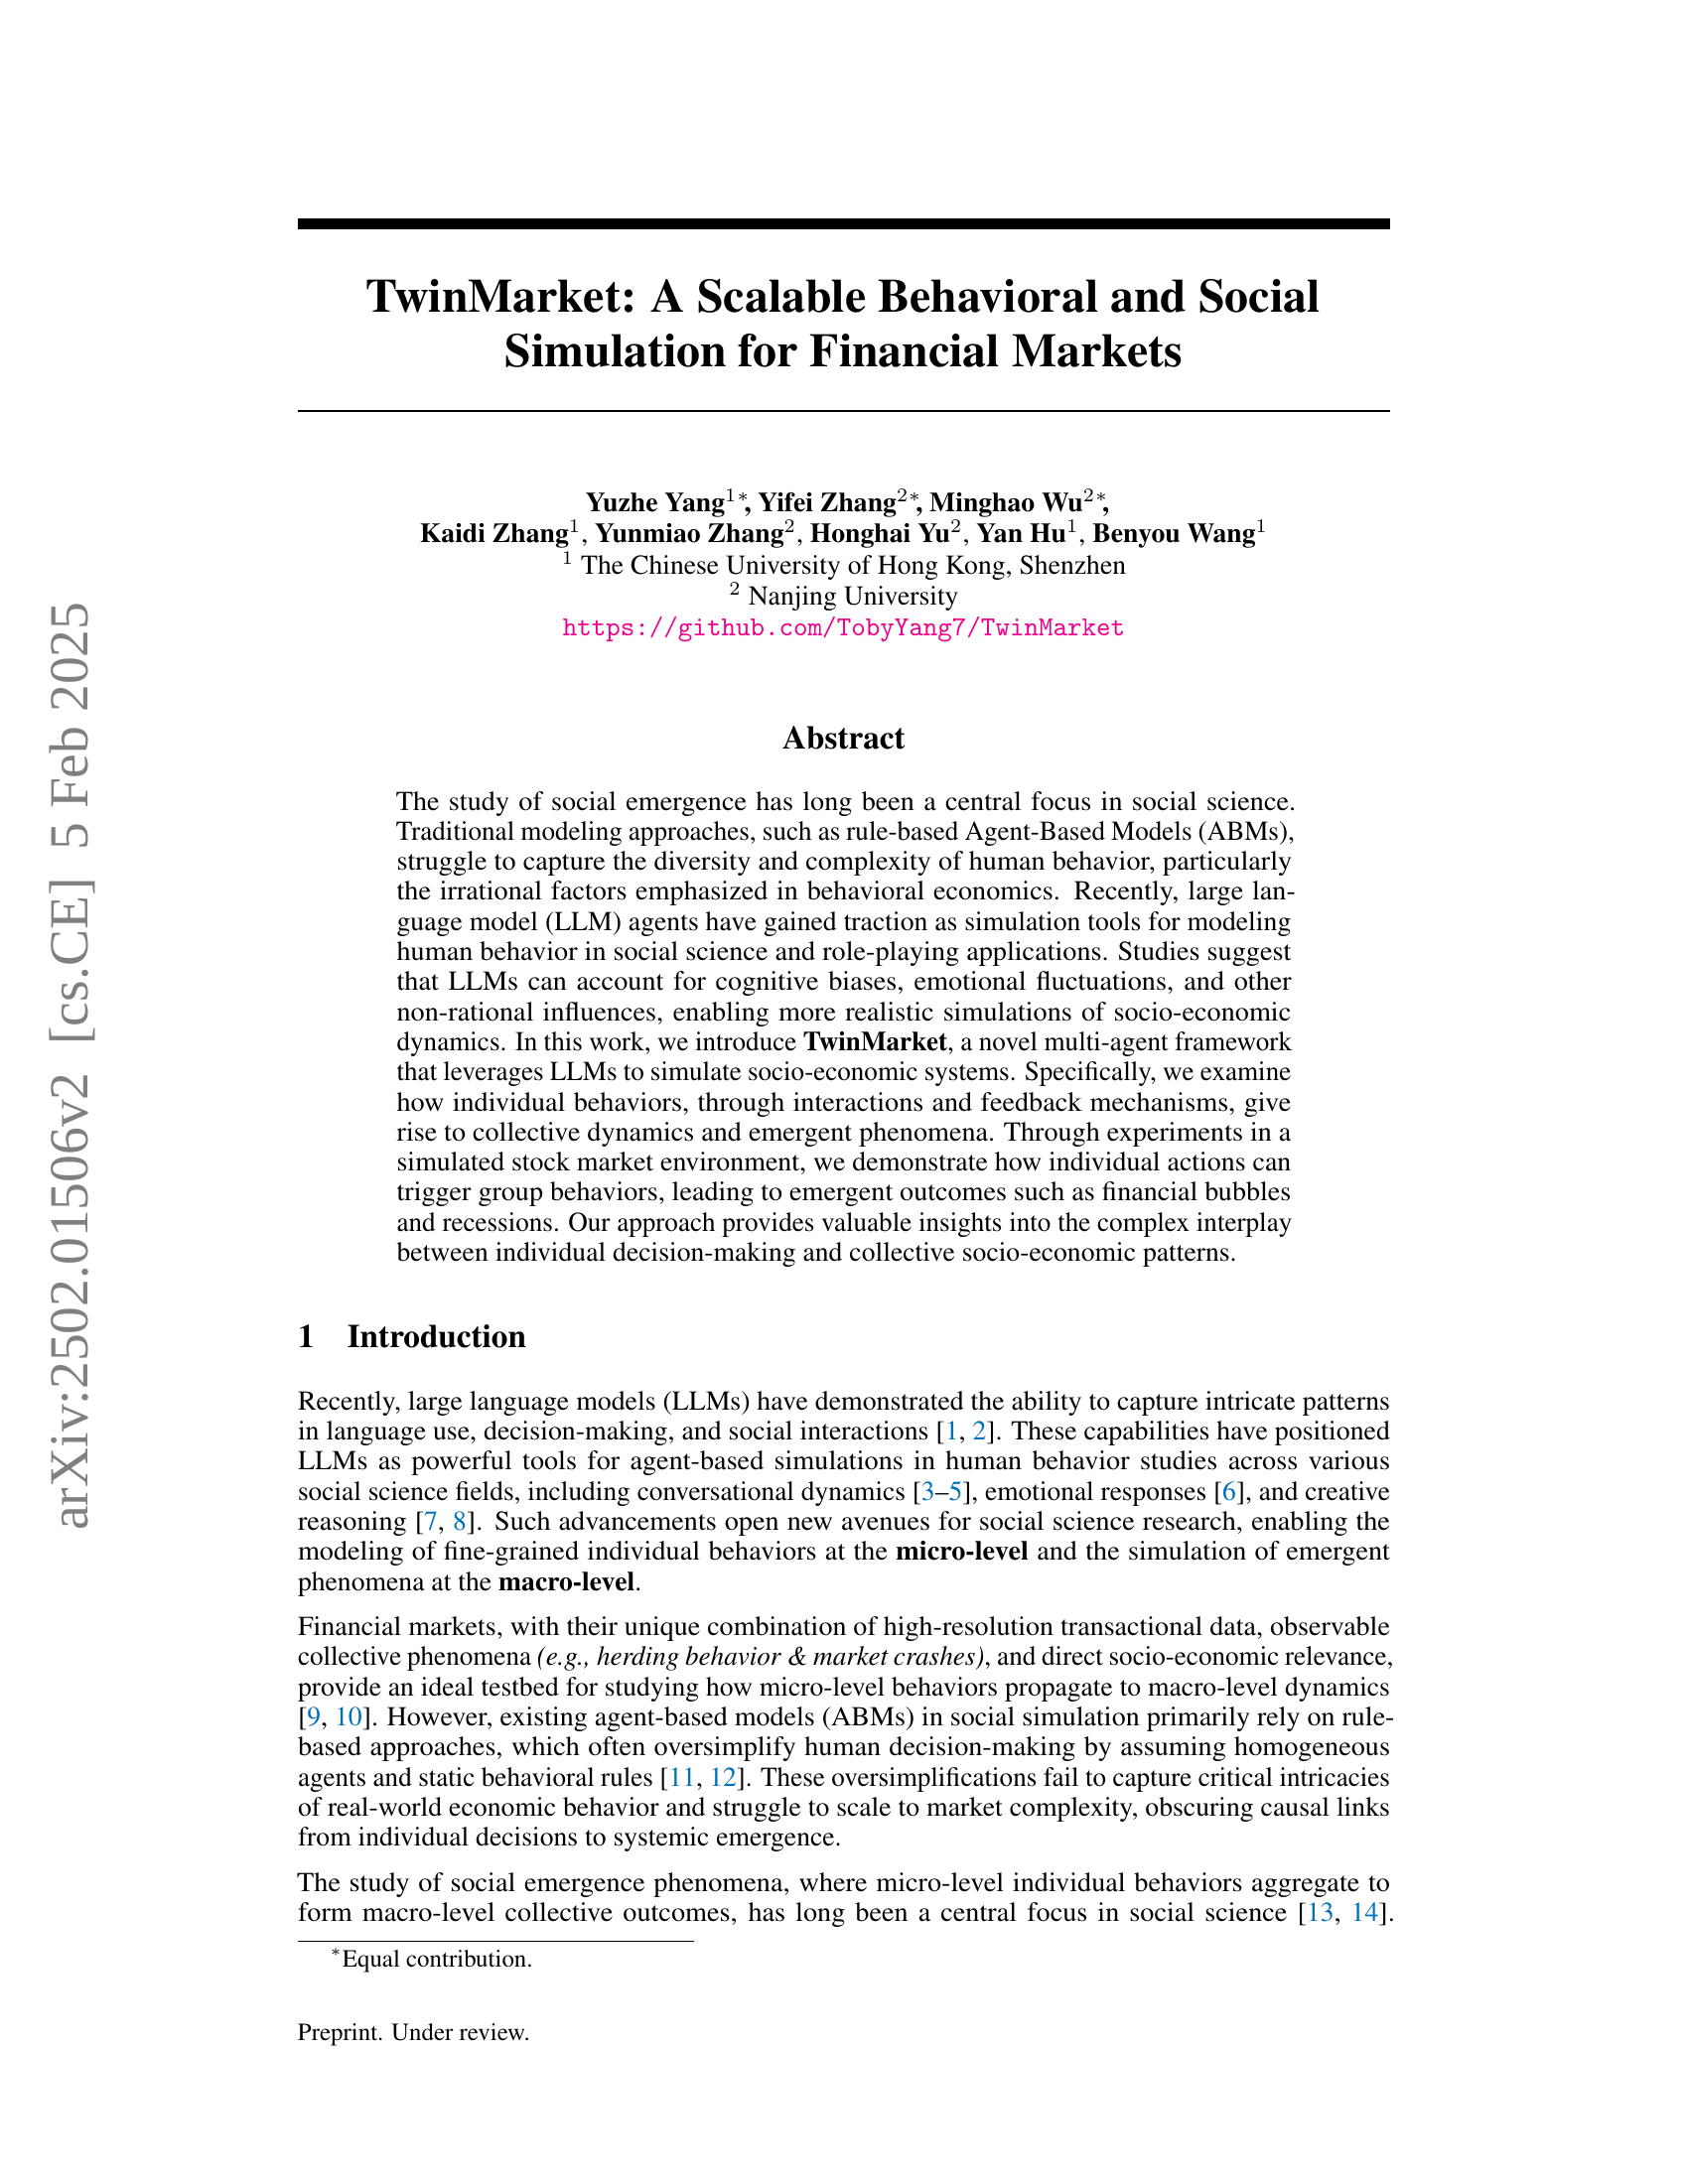 arXiv:2502.01506v2 [cs.CE] 5 Feb 2025
TwinMarket: A Scalable Behavioral and Social
Simulation for Financial Markets
Yuzhe Yang1∗, Yifei Zhang2∗, Minghao Wu2∗,
Kaidi Zhang1, Yunmiao Zhang2, Honghai Yu2, Yan Hu1, Benyou Wang1
1 The Chinese University of Hong Kong, Shenzhen
2 Nanjing University
https://github.com/TobyYang7/TwinMarket
Abstract
The study of social emergence has long been a central focus in social science.
Traditional modeling approaches, such as rule-based Agent-Based Models (ABMs),
struggle to capture the diversity and complexity of human behavior, particularly
the irrational factors emphasized in behavioral economics. Recently, large lan-
guage model (LLM) agents have gained traction as simulation tools for modeling
human behavior in social science and role-playing applications. Studies suggest
that LLMs can account for cognitive biases, emotional fluctuations, and other
non-rational influences, enabling more realistic simulations of socio-economic
dynamics. In this work, we introduce TwinMarket, a novel multi-agent framework
that leverages LLMs to simulate socio-economic systems. Specifically, we examine
how individual behaviors, through interactions and feedback mechanisms, give
rise to collective dynamics and emergent phenomena. Through experiments in a
simulated stock market environment, we demonstrate how individual actions can
trigger group behaviors, leading to emergent outcomes such as financial bubbles
and recessions. Our approach provides valuable insights into the complex interplay
between individual decision-making and collective socio-economic patterns.
1 Introduction
Recently, large language models (LLMs) have demonstrated the ability to capture intricate patterns
in language use, decision-making, and social interactions [1, 2]. These capabilities have positioned
LLMs as powerful tools for agent-based simulations in human behavior studies across various
social science fields, including conversational dynamics [3–5], emotional responses [6], and creative
reasoning [7, 8]. Such advancements open new avenues for social science research, enabling the
modeling of fine-grained individual behaviors at the micro-level and the simulation of emergent
phenomena at the macro-level.
Financial markets, with their unique combination of high-resolution transactional data, observable
collective phenomena (e.g., herding behavior & market crashes), and direct socio-economic relevance,
provide an ideal testbed for studying how micro-level behaviors propagate to macro-level dynamics
[9, 10]. However, existing agent-based models (ABMs) in social simulation primarily rely on rule-
based approaches, which often oversimplify human decision-making by assuming homogeneous
agents and static behavioral rules [11, 12]. These oversimplifications fail to capture critical intricacies
of real-world economic behavior and struggle to scale to market complexity, obscuring causal links
from individual decisions to systemic emergence.
The study of social emergence phenomena, where micro-level individual behaviors aggregate to
form macro-level collective outcomes, has long been a central focus in social science [13, 14].
∗Equal contribution.
Preprint. Under review.